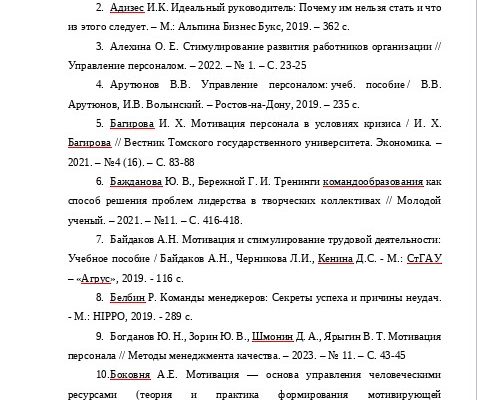 2. Адизес И.К. Идеальный руководитель: Почему им нельзя стать и что
из этого следует. – М.: Альпина Бизнес Букс, 2019. – 362 с.
3. Алехина О. Е. Стимулирование развития работников организации //
Управление персоналом. – 2022. – № 1. – С. 23-25
4. Арутюнов В.В. Управление персоналом: учеб. пособие / В.В.
Арутюнов, И.В. Волынский. – Ростов-на-Дону, 2019. – 235 с.
5. Багирова И. Х. Мотивация персонала в условиях кризиса / И. Х.
Багирова // Вестник Томского государственного университета. Экономика. –
2021. – №4 (16). – С. 83-88
6. Бажданова Ю. В., Бережной Г. И. Тренинги командообразования как
способ решения проблем лидерства в творческих коллективах // Молодой
ученый. – 2021. – №11. – С. 416-418.
7. Байдаков А.Н. Мотивация и стимулирование трудовой деятельности:
Учебное пособие / Байдаков А.Н., Черникова Л.И., Кенина Д.С. - М.: СтГАУ
– «Агрус», 2019. - 116 с.
8. Белбин Р. Команды менеджеров: Секреты успеха и причины неудач.
- М.: HIPPO, 2019. - 289 с.
9. Богданов Ю. Н., Зорин Ю. В., Шмонин Д. А., Ярыгин В. Т. Мотивация
персонала // Методы менеджмента качества. – 2023. – № 11. – С. 43-45
10.Боковня А.Е. Мотивация — основа управления человеческими
ресурсами (теория и практика формирования мотивирующей